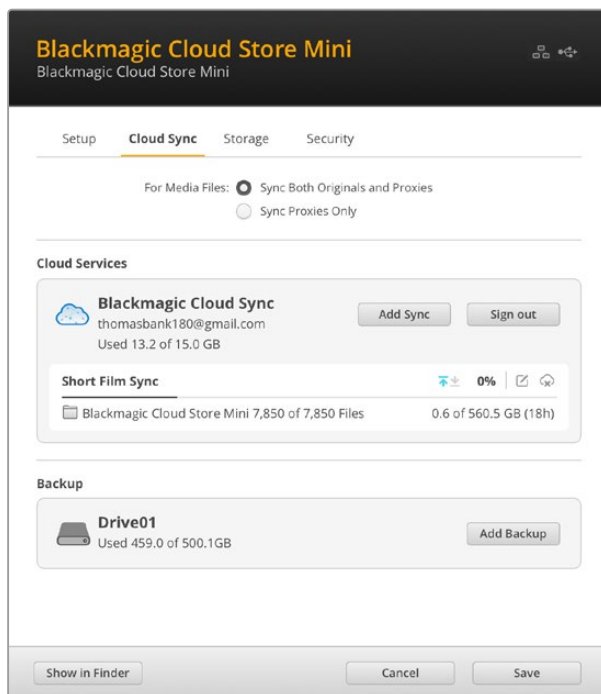 Blackmagic Cloud Store Mini
Blackmagic Cloud Store Mini
Setup Cloud Sync Storage Security
For Media Files: Sync Both Originals and Proxies
Sync Proxies Only
Cloud Services
Blackmagic Cloud Sync
thomasbank180@gmail.com
Used 13.2 of 15.0 GB
Add Sync Sign out
Short Film Sync 0%
Blackmagic Cloud Store Mini 7,850 of 7,850 Files 0.6 of 560.5 GB (18h)
Backup
Drive01
Used 459.0 of 500.1GB
Add Backup
Show in Finder Cancel Save